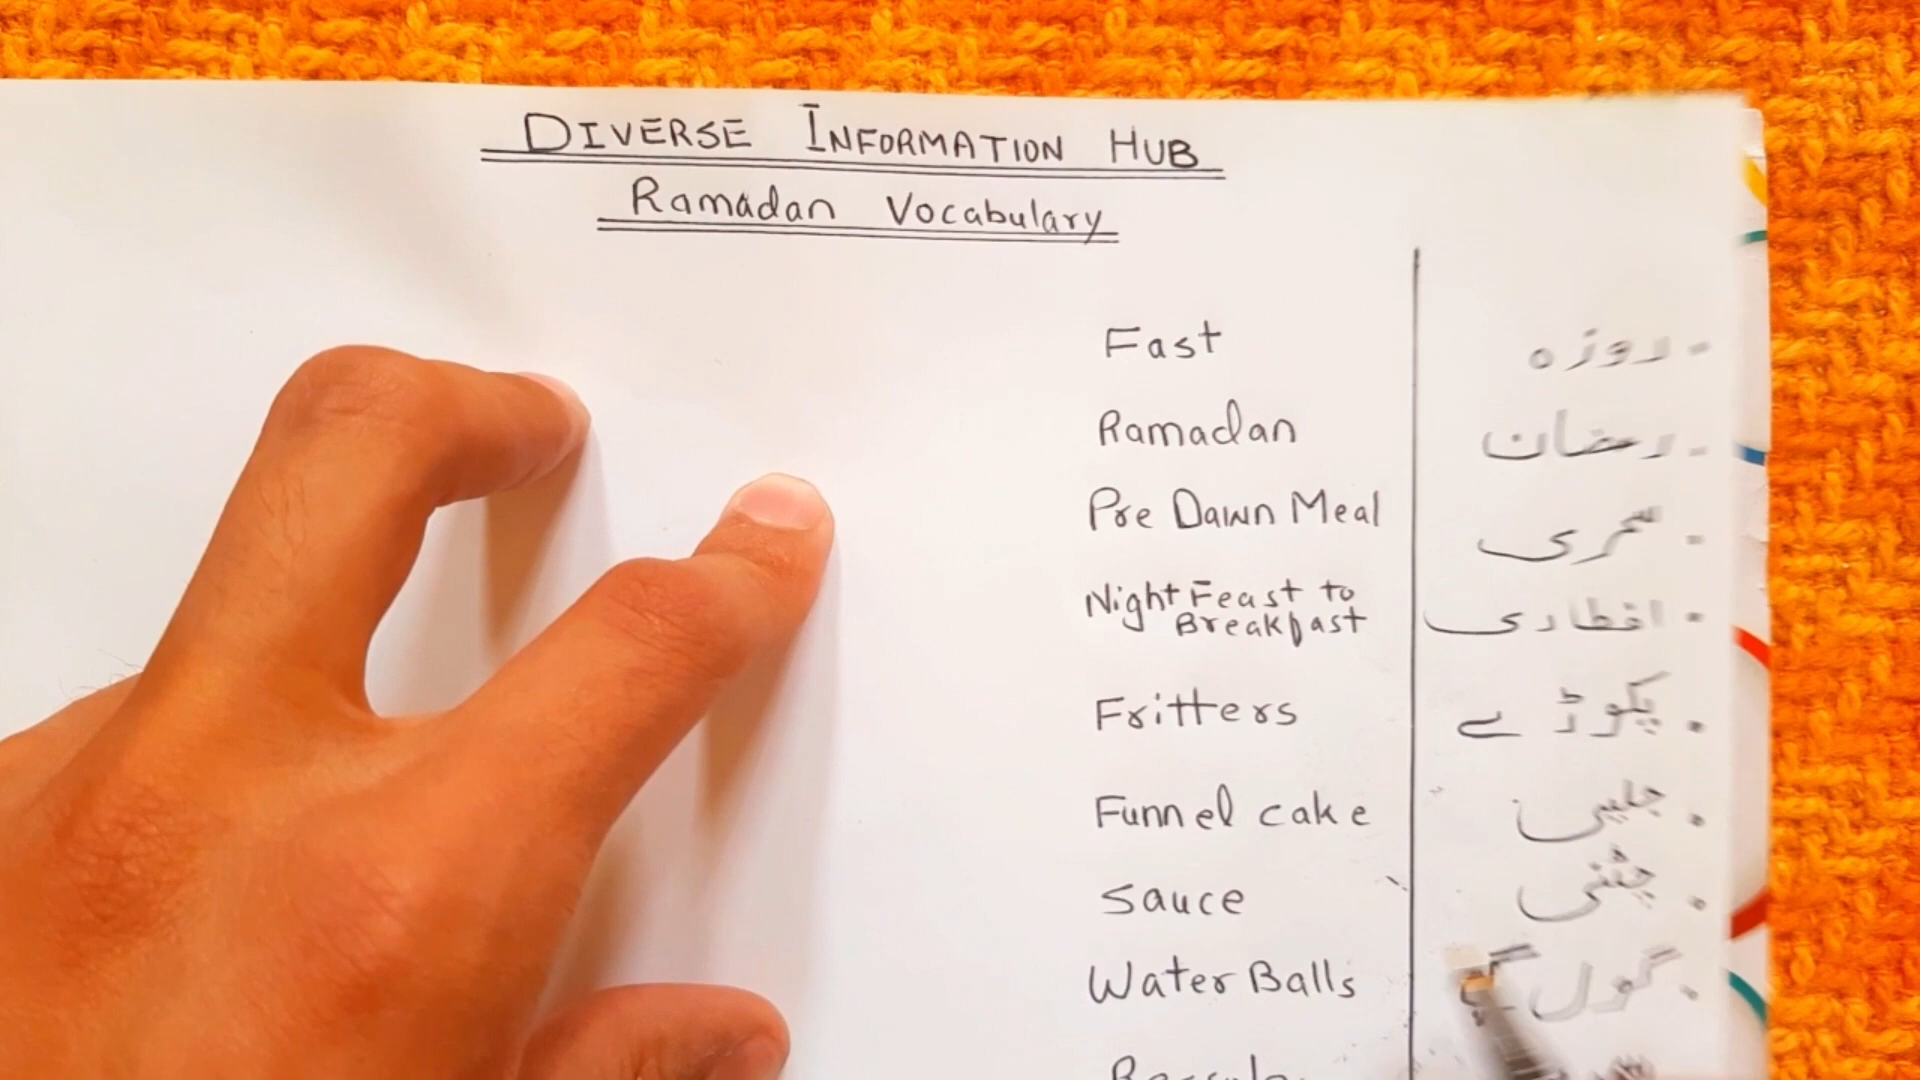 DIVERSE INFORMATION HUB
Ramadan Vocabulary
Fast روزہ
Ramadan رمضان
Pre Dawn Meal سحری
Night Feast to
Breakfast افطاری
Fritters پکوڑے
Funnel cake جلیبی
Sauce چٹنی
Water Balls گول